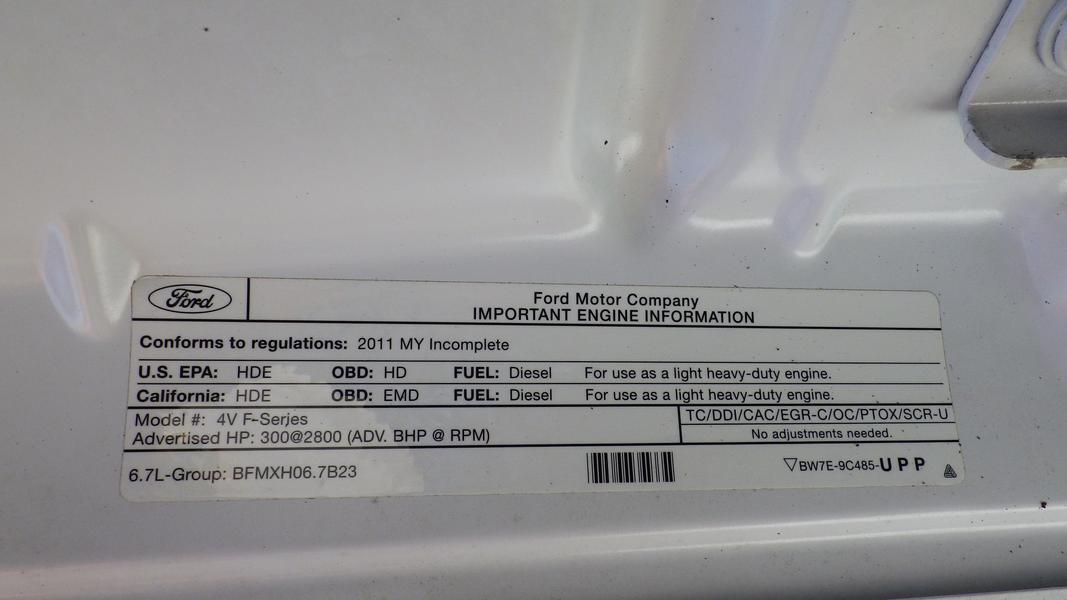 Ford
Ford Motor Company
IMPORTANT ENGINE INFORMATION
Conforms to regulations: 2011 MY Incomplete
U.S. EPA: HDE OBD: HD FUEL: Diesel For use as a light heavy-duty engine.
California: HDE OBD: EMD FUEL: Diesel For use as a light heavy-duty engine.
Model #: 4V F-Series
Advertised HP: 300@2800 (ADV. BHP @ RPM)
TC/DDI/CAC/EGR-C/OC/PTOX/SCR-U
No adjustments needed.
6.7L-Group: BFMXH06.7B23
▽BW7E-9C485-UPP